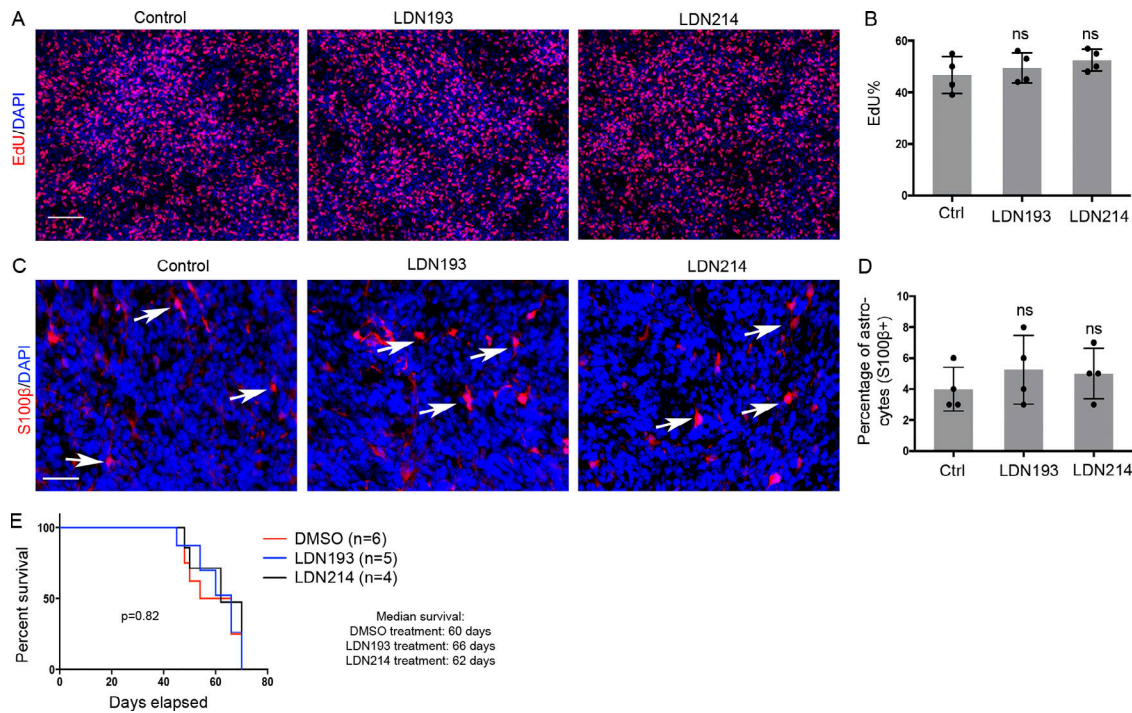 A
Control
LDN193
LDN214
EdU/DAPI
B
ns
ns
60
40
20
0
EdU%
Ctrl
LDN193
LDN214
C
Control
LDN193
LDN214
S100β/DAPI
D
10
8
6
4
2
0
ns
ns
Percentage of astro-
cytes (S100β+)
Ctrl
LDN193
LDN214
E
100
50
0
Percent survival
p=0.82
0
20
40
60
80
Days elapsed
DMSO (n=6)
LDN193 (n=5)
LDN214 (n=4)
Median survival:
DMSO treatment: 60 days
LDN193 treatment: 66 days
LDN214 treatment: 62 days